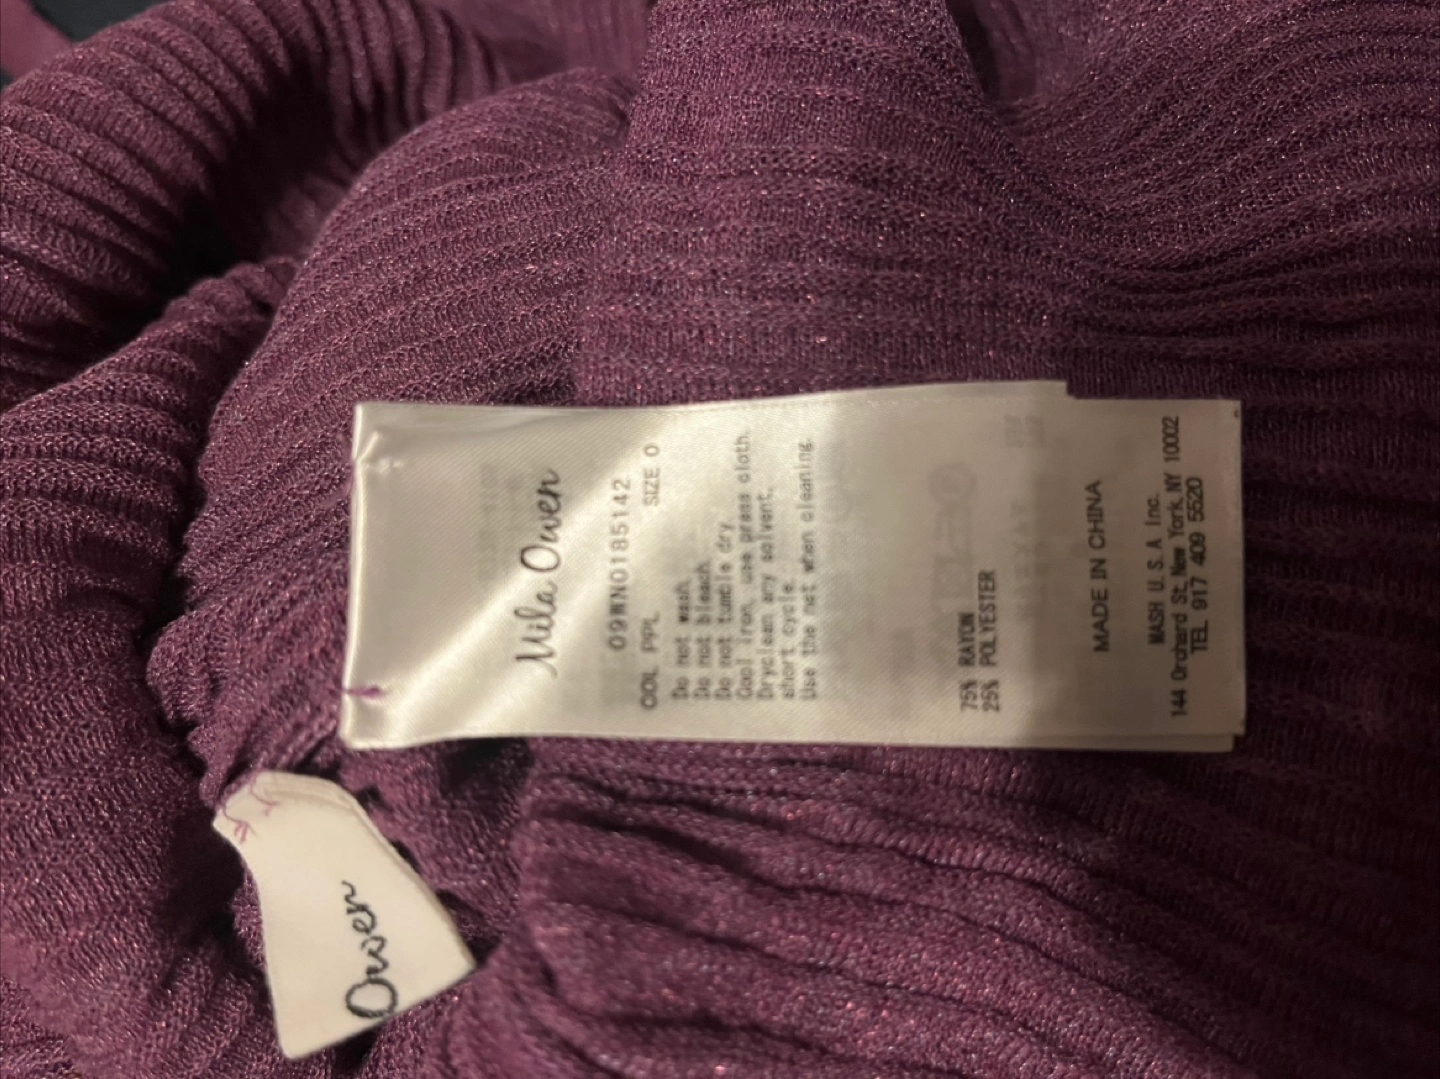 Mila Owen
09WN0185142
COL PPL SIZE 0
Do not wash.
Do not bleach.
Do not tumble dry.
Cool iron, use press cloth.
Dryclean any solvent,
short cycle.
Use the not when cleaning.
75% RAYON
25% POLYESTER
MADE IN CHINA
MASH U.S.A Inc.
144 Orchard St, New York, NY 10002
TEL 917 409 5520
Owen